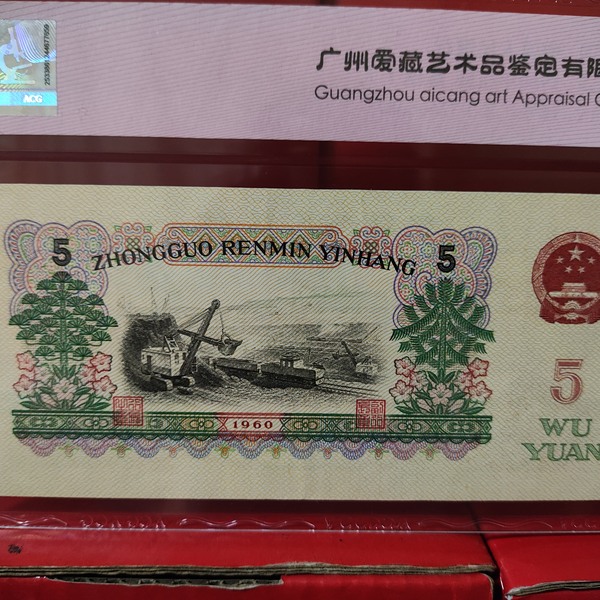 广州爱藏艺术品鉴定有限
Guangzhou aicang art Appraisal C
ACG
5 ZHONGGUO RENMIN YINHANG 5
5
WU
YUAN
1960